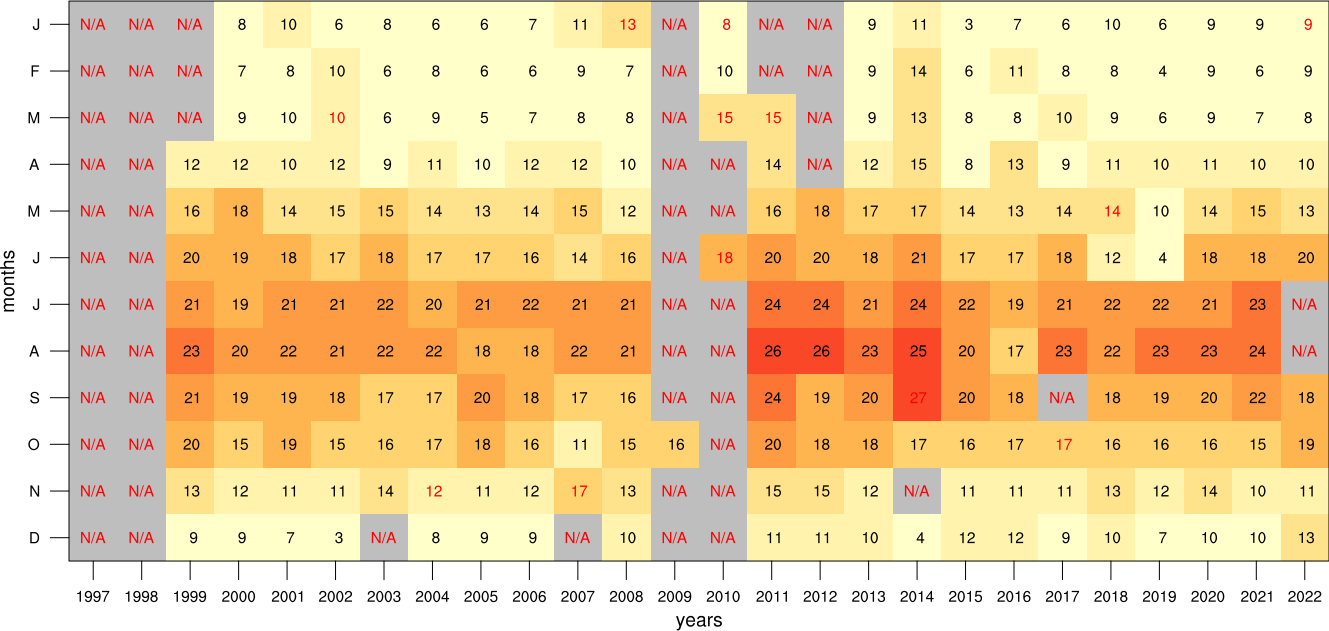 J N/A N/A N/A 8 10 6 8 6 6 7 11 13 N/A 8 N/A N/A 9 11 3 7 6 10 6 9 9 9
F N/A N/A N/A 7 8 10 6 8 6 6 9 7 N/A 10 N/A N/A 9 14 6 11 8 8 4 9 6 9
M N/A N/A N/A 9 10 10 6 9 5 7 8 8 N/A 15 15 N/A 9 13 8 8 10 9 6 9 7 8
A N/A N/A 12 12 10 12 9 11 10 12 12 10 N/A N/A 14 N/A 12 15 8 13 9 11 10 11 10 10
M N/A N/A 16 18 14 15 15 14 13 14 15 12 N/A N/A 16 18 17 17 14 13 14 14 10 14 15 13
J N/A N/A 20 19 18 17 18 17 17 16 14 16 N/A 18 20 20 18 21 17 17 18 12 4 18 18 20
months
J N/A N/A 21 19 21 21 22 20 21 22 21 21 N/A N/A 24 24 21 24 22 19 21 22 22 21 23 N/A
A N/A N/A 23 20 22 21 22 22 18 18 22 21 N/A N/A 26 26 23 25 20 17 23 22 23 23 24 N/A
S N/A N/A 21 19 19 18 17 17 20 18 17 16 N/A N/A 24 19 20 27 20 18 N/A 18 19 20 22 18
O N/A N/A 20 15 19 15 16 17 18 16 11 15 16 N/A 20 18 18 17 16 17 17 16 16 16 15 19
N N/A N/A 13 12 11 11 14 12 11 12 17 13 N/A N/A 15 15 12 N/A 11 11 11 13 12 14 10 11
D N/A N/A 9 9 7 3 N/A 8 9 9 N/A 10 N/A N/A 11 11 10 4 12 12 9 10 7 10 10 13
1997 1998 1999 2000 2001 2002 2003 2004 2005 2006 2007 2008 2009 2010 2011 2012 2013 2014 2015 2016 2017 2018 2019 2020 2021 2022
years